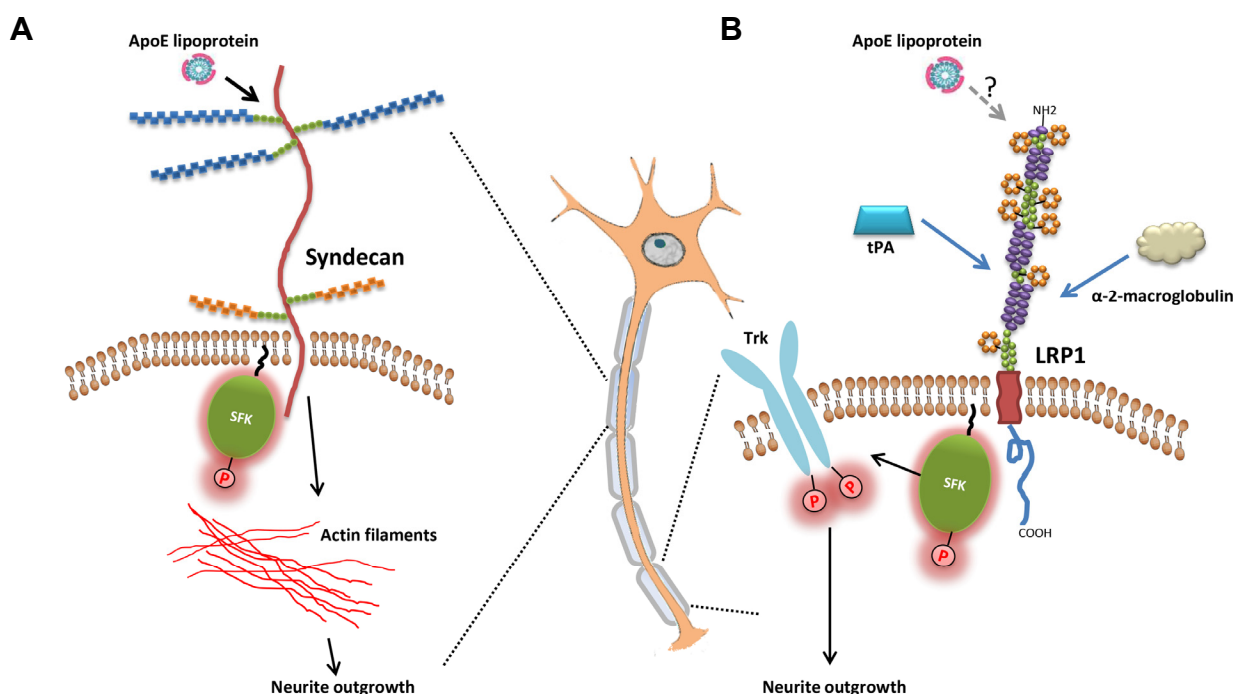 A
ApoE lipoprotein
Syndecan
SFK
P
Actin filaments
Neurite outgrowth
B
ApoE lipoprotein
?
NH2
tPA
α-2-macroglobulin
Trk
LRP1
SFK
P
P
P
COOH
Neurite outgrowth